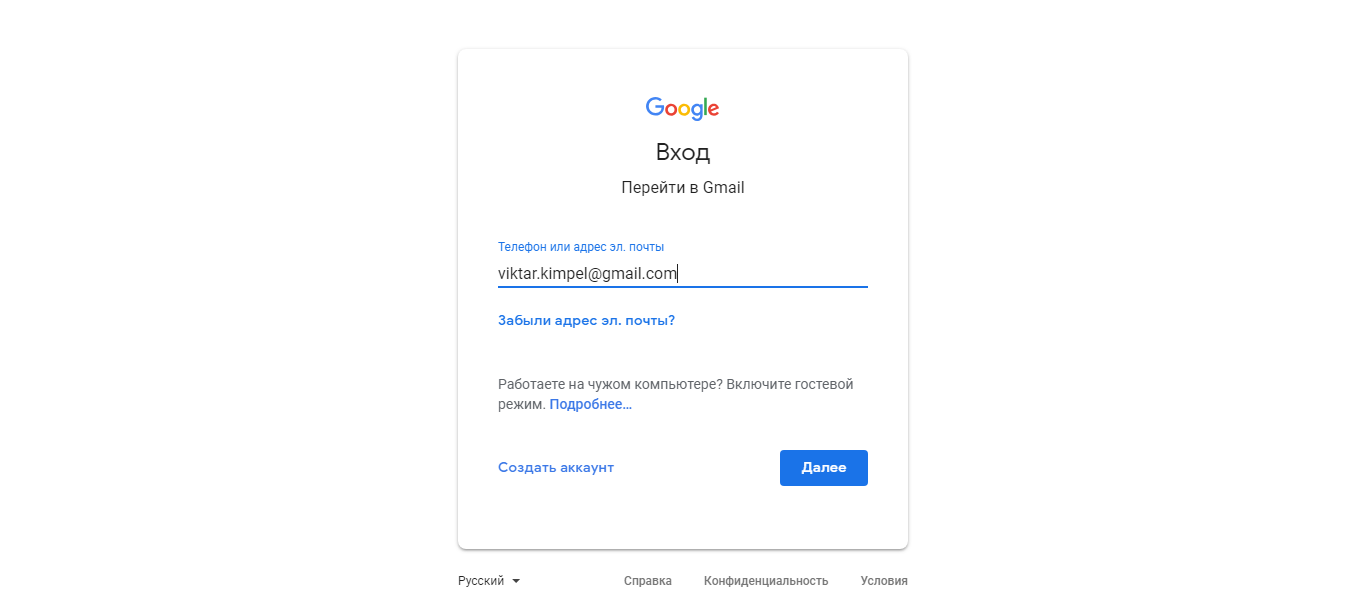 Google
Вход
Перейти в Gmail
Телефон или адрес эл. почты
viktar.kimpel@gmail.com
Забыли адрес эл. почты?
Работаете на чужом компьютере? Включите гостевой
режим. Подробнее...
Создать аккаунт
Далее
Русский
Справка
Конфиденциальность
Условия